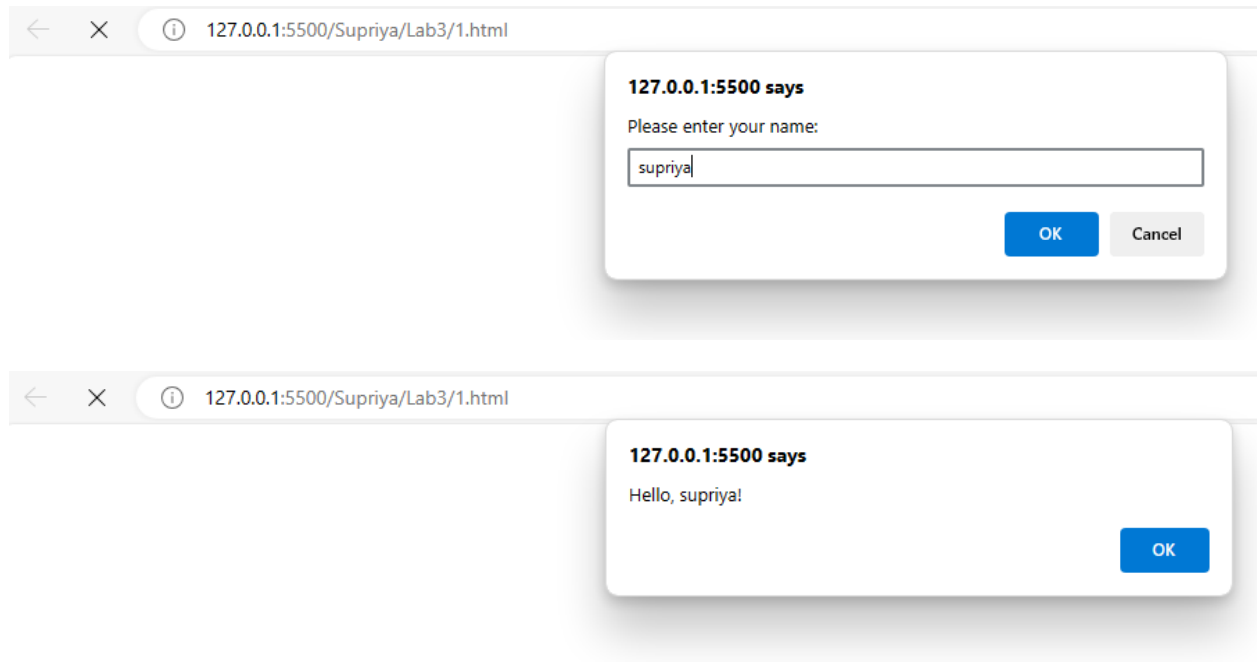 127.0.0.1:5500/Supriya/Lab3/1.html
127.0.0.1:5500 says
Please enter your name:
supriya
OK Cancel
127.0.0.1:5500/Supriya/Lab3/1.html
127.0.0.1:5500 says
Hello, supriya!
OK